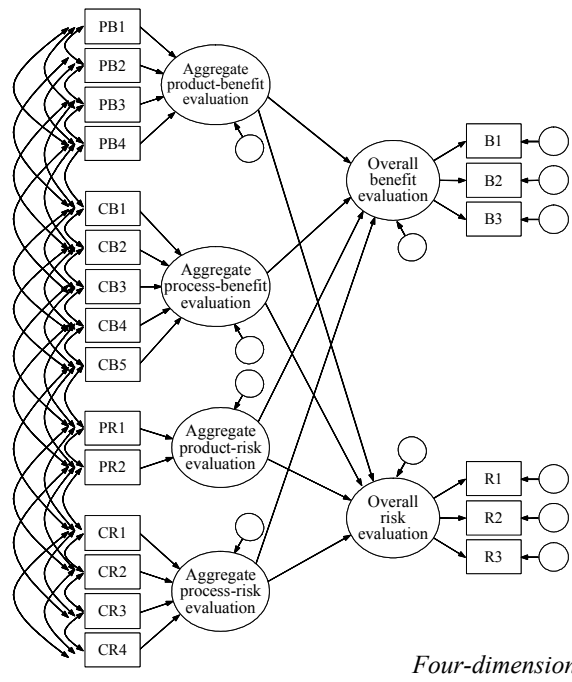 PB1
PB2
PB3
PB4
Aggregate
product-benefit
evaluation
CB1
CB2
CB3
CB4
CB5
Aggregate
process-benefit
evaluation
PR1
PR2
Aggregate
product-risk
evaluation
CR1
CR2
CR3
CR4
Aggregate
process-risk
evaluation
Overall
benefit
evaluation
B1
B2
B3
Overall
risk
evaluation
R1
R2
R3
Four-dimension